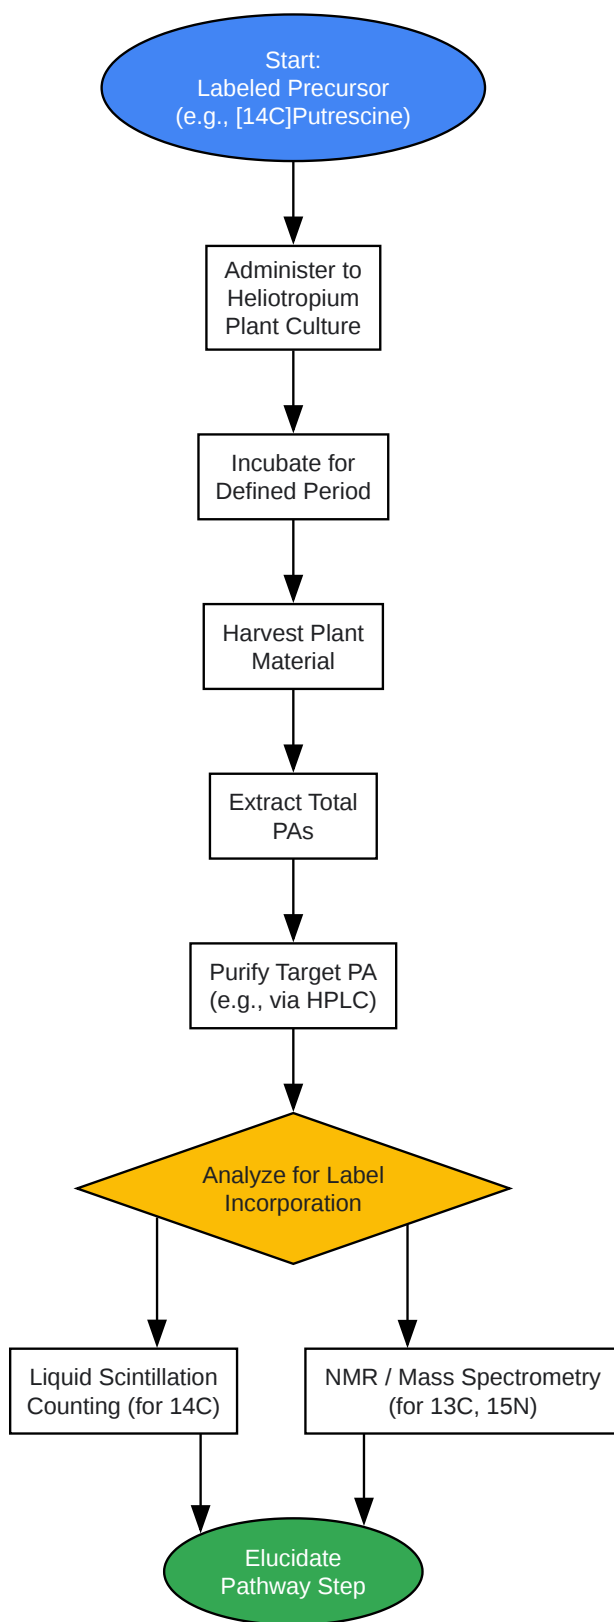 Start:
Labeled Precursor
(e.g., [14C]Putrescine)
Administer to
Heliotropium
Plant Culture
Incubate for
Defined Period
Harvest Plant
Material
Extract Total
PAs
Purify Target PA
(e.g., via HPLC)
Analyze for Label
Incorporation
Liquid Scintillation
Counting (for 14C)
NMR / Mass Spectrometry
(for 13C, 15N)
Elucidate
Pathway Step